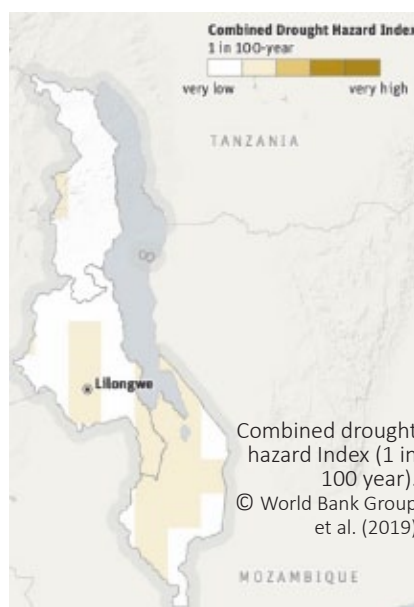 Combined Drought Hazard Index
1 in 100-year
very low very high
TANZANIA
Lilongwe
Combined drought
hazard Index (1 in
100 year).
© World Bank Group
et al. (2019)
MOZAMBIQUE